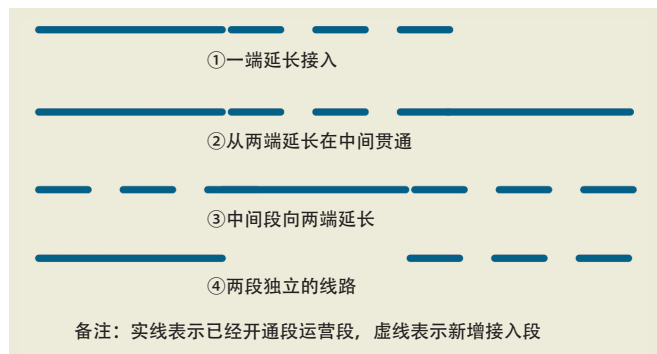 ①一端延长接入
②从两端延长在中间贯通
③中间段向两端延长
④两段独立的线路
备注：实线表示已经开通段运营段，虚线表示新增接入段